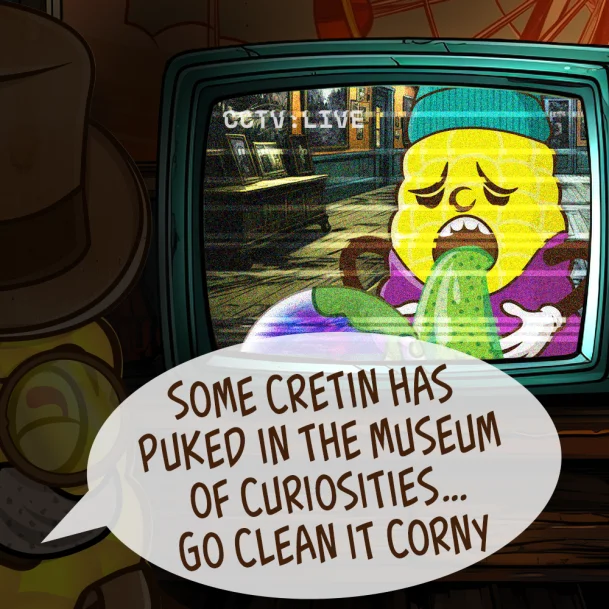 CCTV:LIVE
SOME CRETIN HAS
PUKED IN THE MUSEUM
OF CURIOSITIES...
GO CLEAN IT CORNY